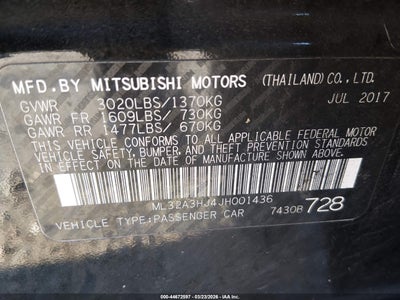 MFD.BY MITSUBISHI MOTORS (THAILAND) CO.,LTD.
GVWR 3020LBS/1370KG JUL 2017
GAWR FR 1609LBS/730KG
GAWR RR 1477LBS/670KG
THIS VEHICLE CONFORMS TO ALL APPLICABLE FEDERAL MOTOR
VEHICLE SAFETY, BUMPER, AND THEFT PREVENTION STANDARDS
IN EFFECT ON THE DATE OF MANUFACTURE SHOWN ABOVE.
ML32A3HJ4JH001436
VEHICLE TYPE:PASSENGER CAR 7430B 728
000-44672587 - 03/23/2026 - IAA Inc.